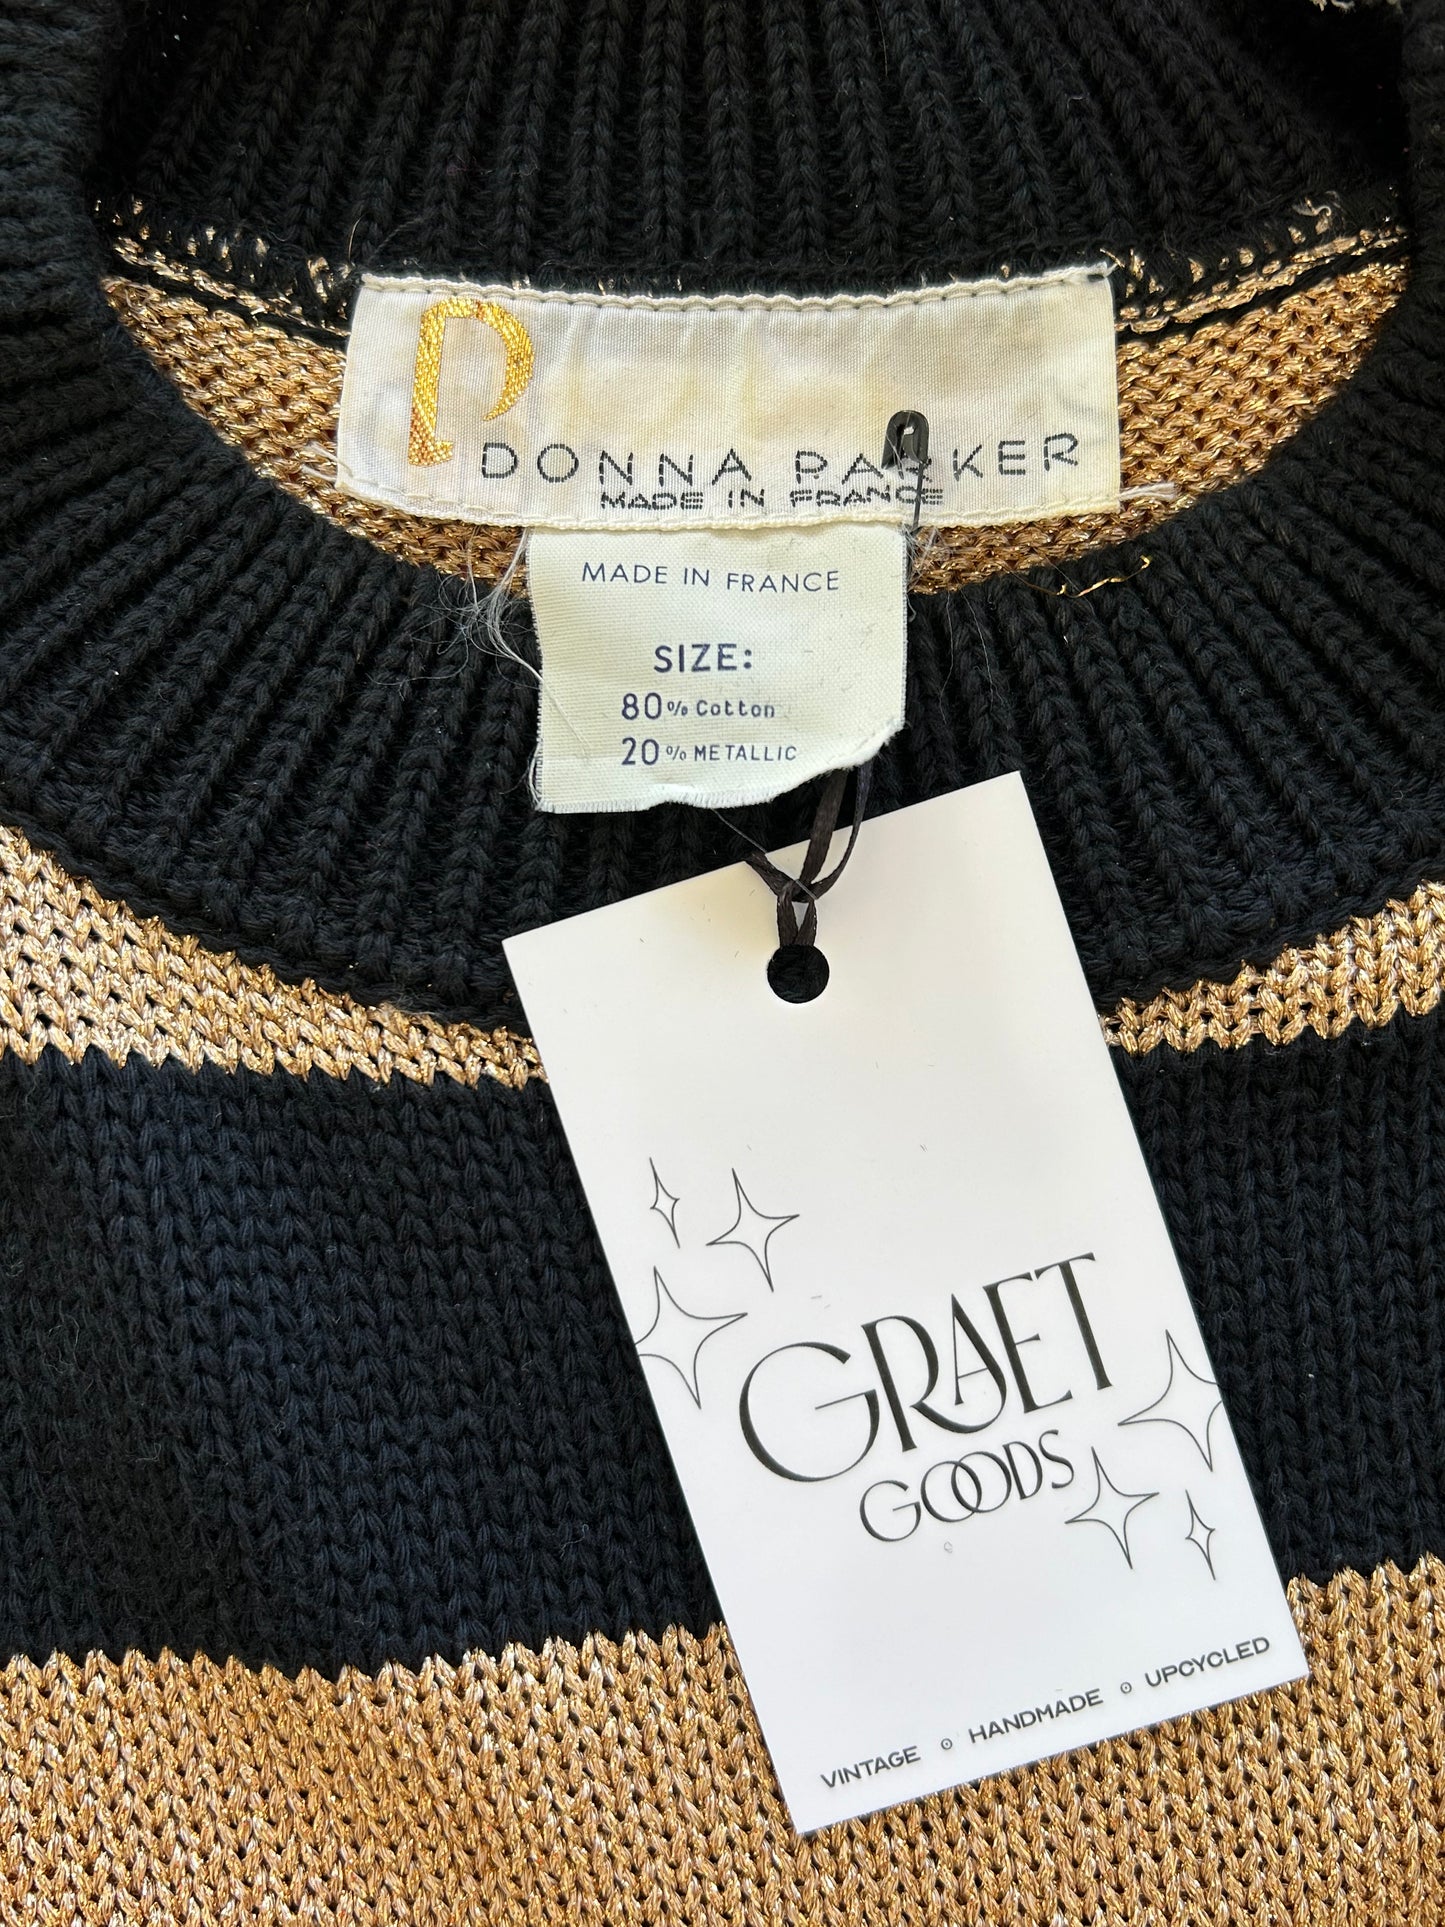 DONNA PARKER
MADE IN FRANCE
MADE IN FRANCE
SIZE:
80% Cotton
20% METALLIC
GRAET
GOODS
VINTAGE ⊙ HANDMADE ⊙ UPCYCLED